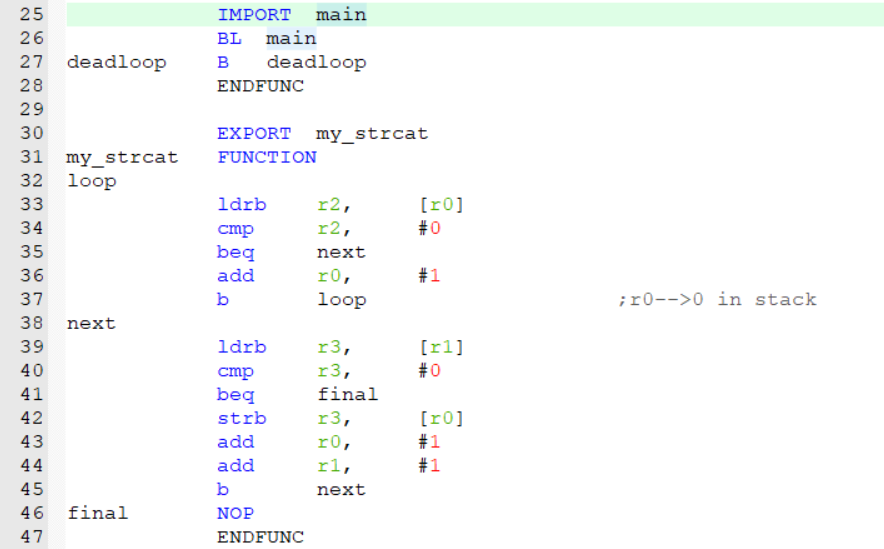 25 IMPORT main
26 BL main
27 deadloop B deadloop
28 ENDFUNC
29
30 EXPORT my_strcat
31 my_strcat FUNCTION
32 loop
33 ldrb r2, [r0]
34 cmp r2, #0
35 beq next
36 add r0, #1
37 b loop ;r0-->0 in stack
38 next
39 ldrb r3, [r1]
40 cmp r3, #0
41 beq final
42 strb r3, [r0]
43 add r0, #1
44 add r1, #1
45 b next
46 final NOP
47 ENDFUNC